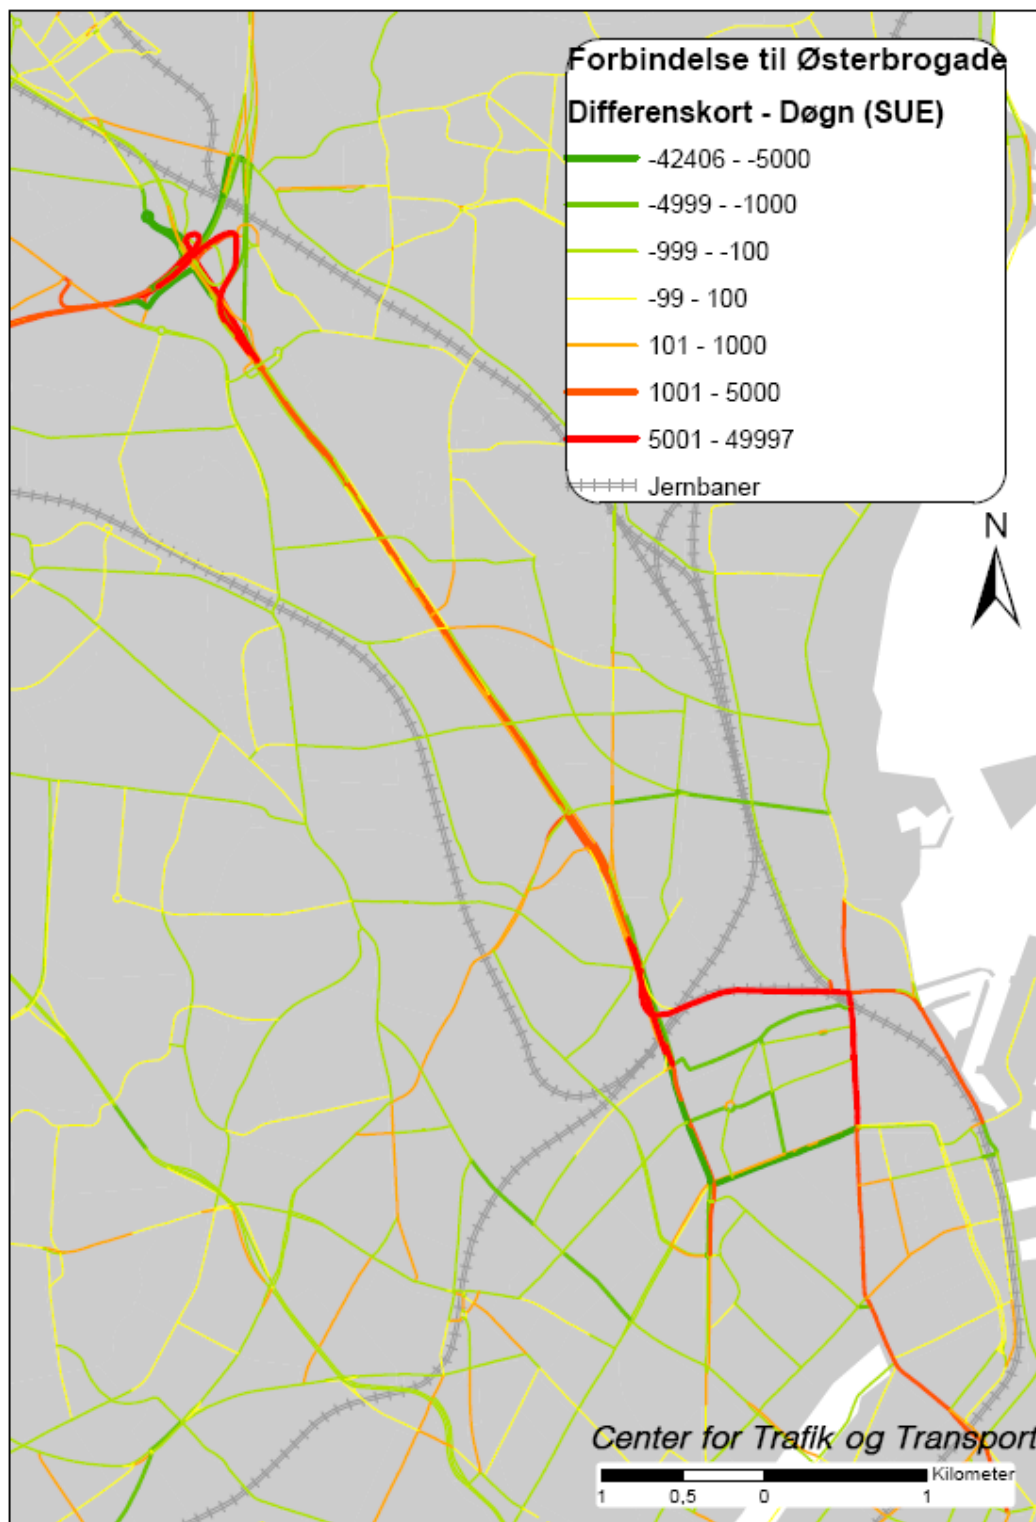 Forbindelse til Østerbrogade
Differenskort - Døgn (SUE)
-42406 - -5000
-4999 - -1000
-999 - -100
-99 - 100
101 - 1000
1001 - 5000
5001 - 49997
Jernbaner
N
Center for Trafik og Transport
Kilometer
1 0,5 0 1